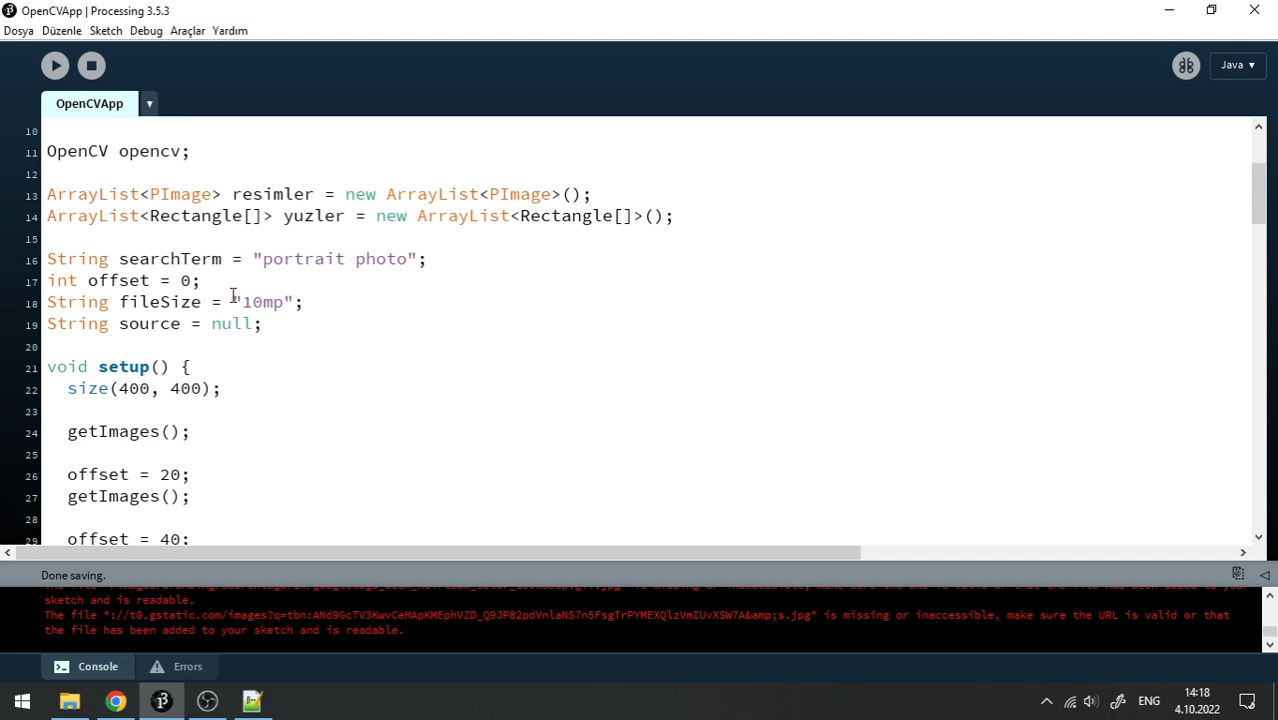 OpenCVApp | Processing 3.5.3
Dosya Düzenle Sketch Debug Araçlar Yardım
Java ▾
OpenCVApp ▾
10
11 OpenCV opencv;
12
13 ArrayList<PImage> resimler = new ArrayList<PImage>();
14 ArrayList<Rectangle[]> yuzler = new ArrayList<Rectangle[]>();
15
16 String searchTerm = "portrait photo";
17 int offset = 0;
18 String fileSize = "10mp";
19 String source = null;
20
21 void setup() {
22 size(400, 400);
23
24 getImages();
25
26 offset = 20;
27 getImages();
28
29 offset = 40;
Done saving.
sketch and is readable.
The file "://t0.gstatic.com/images?q=tbn:ANd9GcTV3KwvCeHApKMEphVZD_Q9JP82pdVnlaNS7n5FsgTrPYMEXQlzVmIUvXSW7A&amp;s.jpg" is missing or inaccessible, make sure the URL is valid or that
the file has been added to your sketch and is readable.
Console Errors
ENG
14:18
4.10.2022